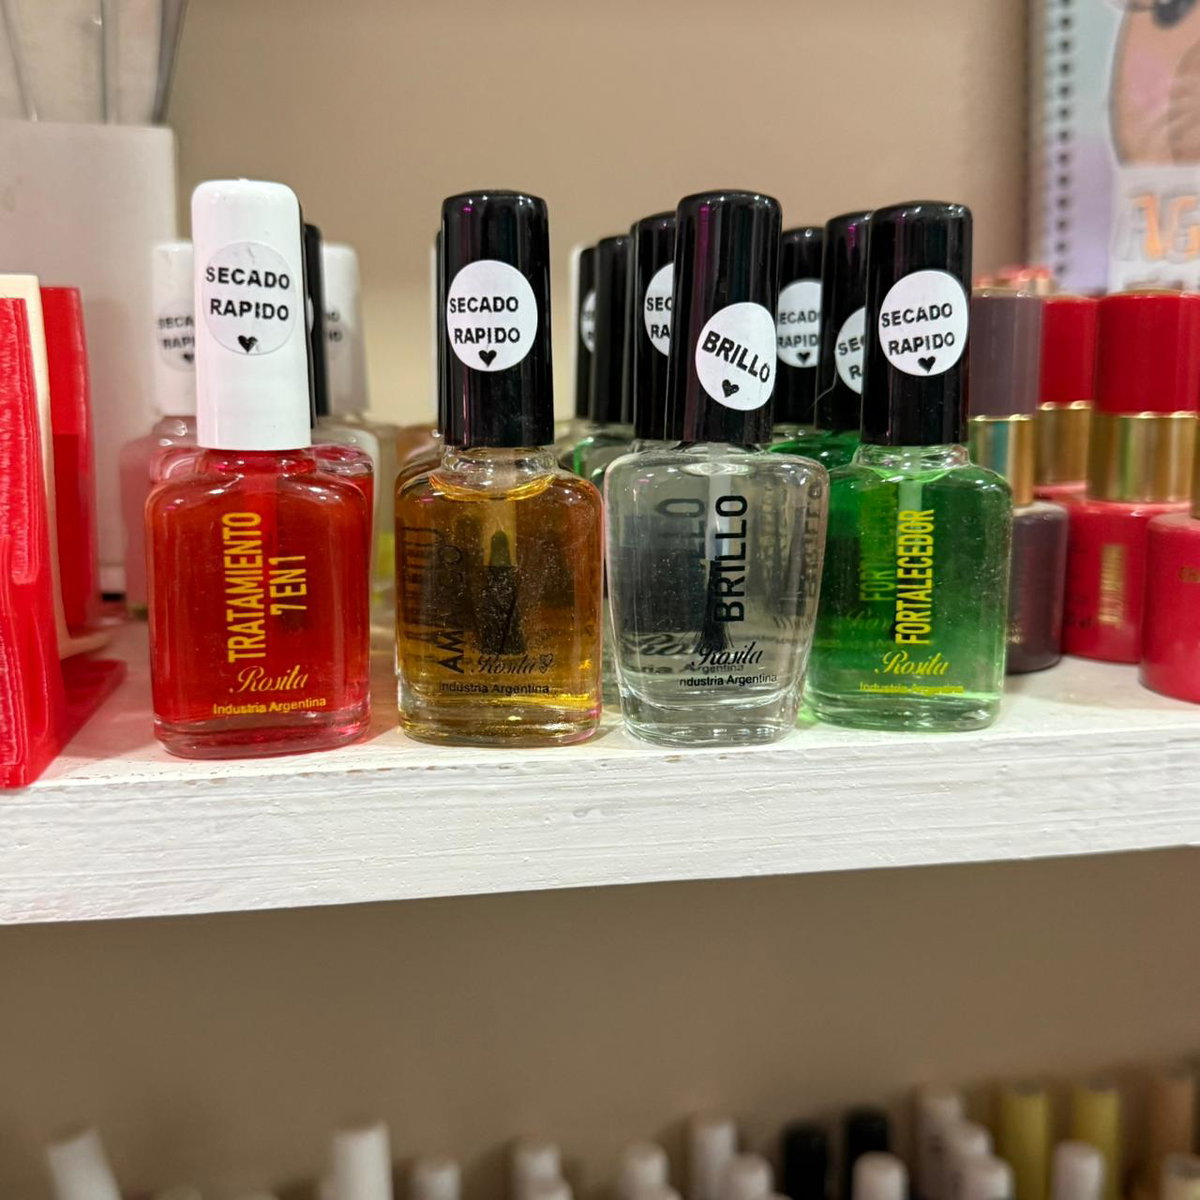 SECADO
RAPIDO
TRATAMIENTO
7 EN 1
Rosita
Industria Argentina
SECADO
RAPIDO
Rosita
Industria Argentina
BRILLO
BRILLO
Rosita
Industria Argentina
SECADO
RAPIDO
FORTALECEDOR
Rosita
Industria Argentina